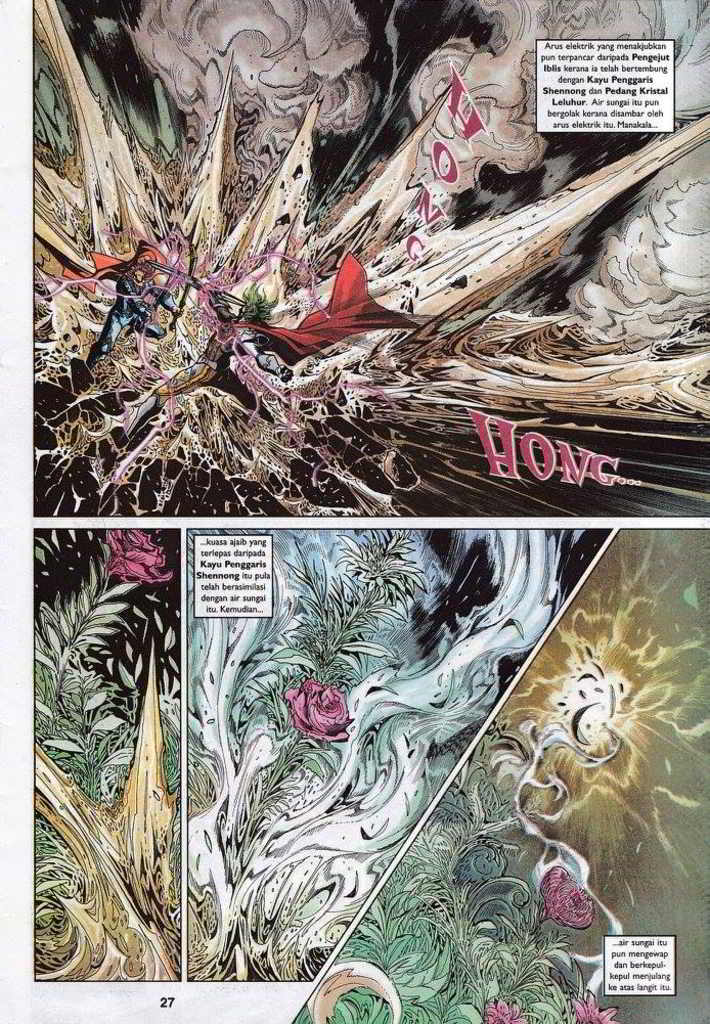 Arus elektrik yang menakjubkan
pun terpancar daripada Pengejut
Iblis kerana ia telah bertembung
dengan Kayu Penggaris
Shennong dan Pedang Kristal
Leluhur. Air sungai itu pun
bergolak kerana disambar oleh
arus elektrik itu. Manakala...
HONG
HONG...
...kuasa ajaib yang
terlepas daripada
Kayu Penggaris
Shennong itu pula
telah berasimilasi
dengan air sungai
itu. Kemudian...
...air sungai itu
pun mengewap
dan berkepul-
kepul menjulang
ke atas langit itu.
27